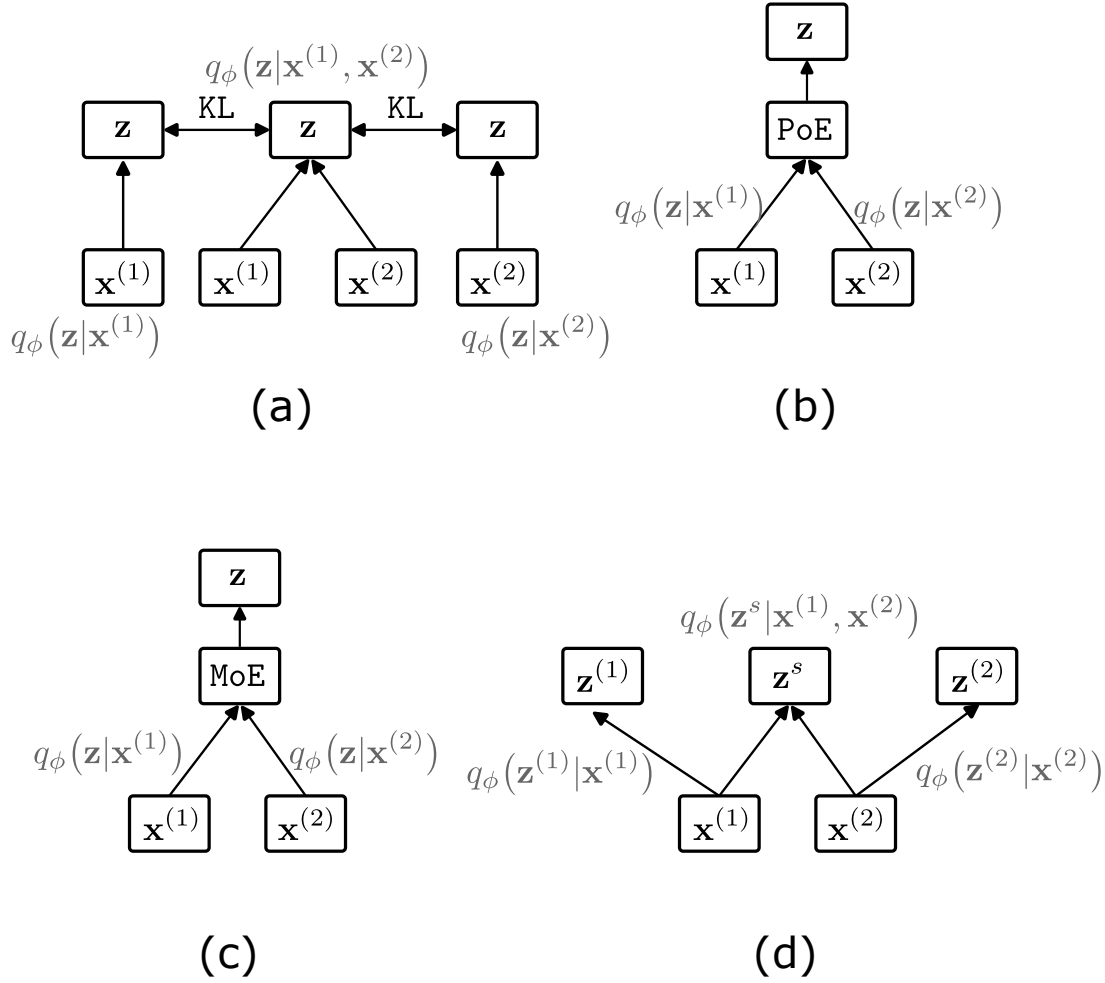 q_ϕ(z|x^(1), x^(2))
z KL z KL z
x^(1) x^(1) x^(2) x^(2)
q_ϕ(z|x^(1)) q_ϕ(z|x^(2))
(a)
z
PoE
q_ϕ(z|x^(1)) q_ϕ(z|x^(2))
x^(1) x^(2)
(b)
z
MoE
q_ϕ(z|x^(1)) q_ϕ(z|x^(2))
x^(1) x^(2)
(c)
q_ϕ(z^s|x^(1), x^(2))
z^(1) z^s z^(2)
q_ϕ(z^(1)|x^(1)) q_ϕ(z^(2)|x^(2))
x^(1) x^(2)
(d)